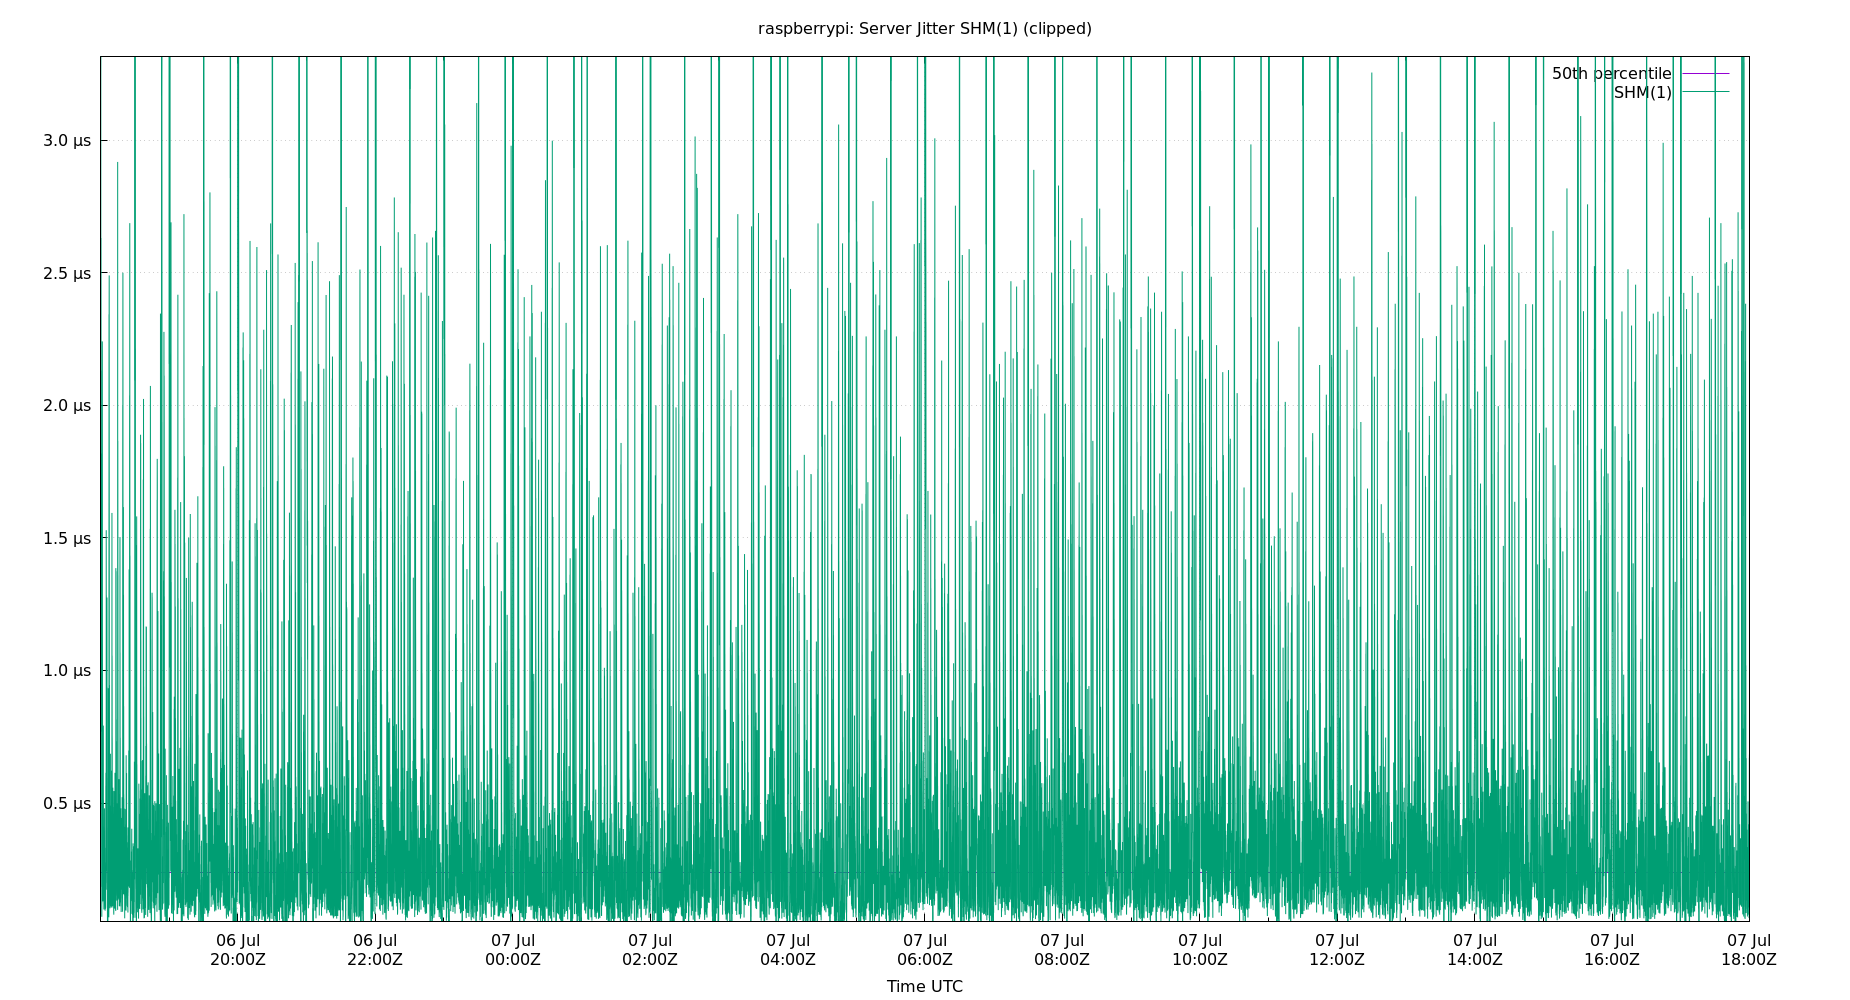 raspberrypi: Server Jitter SHM(1) (clipped)
50th percentile
SHM(1)
3.0 µs
2.5 µs
2.0 µs
1.5 µs
1.0 µs
0.5 µs
06 Jul 06 Jul 07 Jul 07 Jul 07 Jul 07 Jul 07 Jul 07 Jul 07 Jul 07 Jul 07 Jul 07 Jul
20:00Z 22:00Z 00:00Z 02:00Z 04:00Z 06:00Z 08:00Z 10:00Z 12:00Z 14:00Z 16:00Z 18:00Z
Time UTC